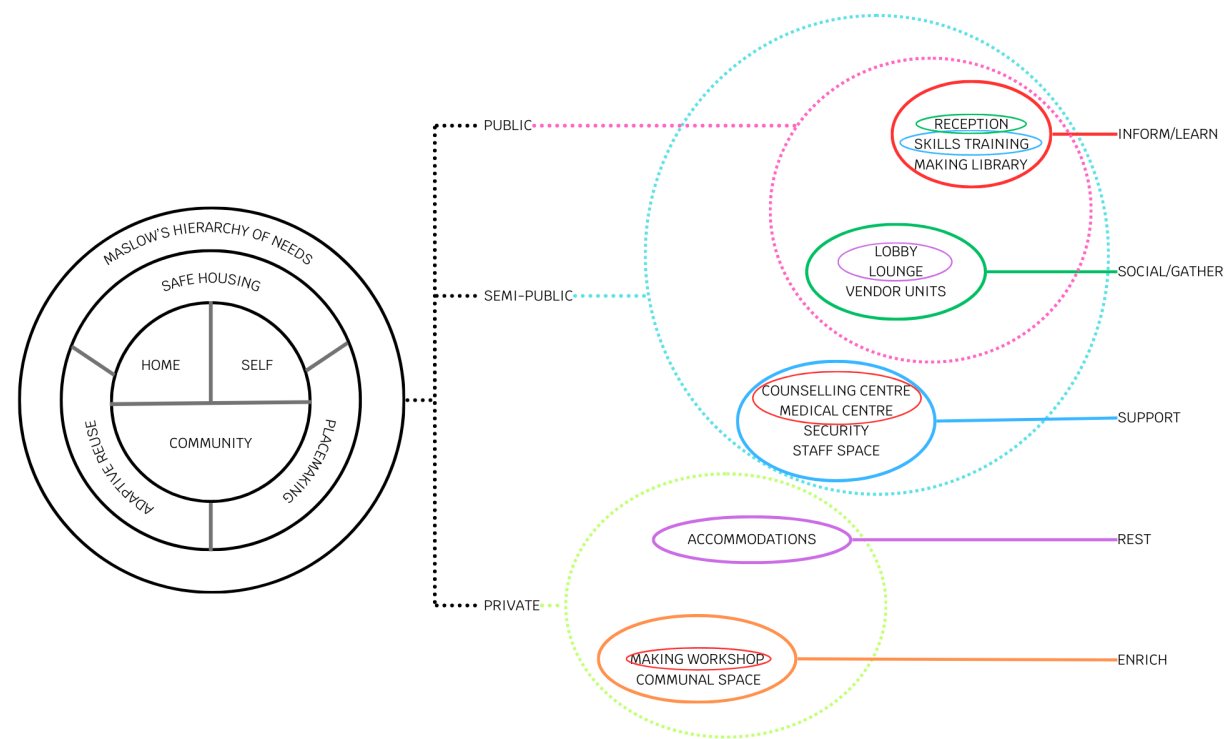 MASLOW'S HIERARCHY OF NEEDS
SAFE HOUSING
HOME
SELF
COMMUNITY
ADAPTIVE REUSE
PLACEMAKING
PUBLIC
SEMI-PUBLIC
PRIVATE
RECEPTION
SKILLS TRAINING
MAKING LIBRARY
INFORM/LEARN
LOBBY
LOUNGE
VENDOR UNITS
SOCIAL/GATHER
COUNSELLING CENTRE
MEDICAL CENTRE
SECURITY
STAFF SPACE
SUPPORT
ACCOMMODATIONS
REST
MAKING WORKSHOP
COMMUNAL SPACE
ENRICH